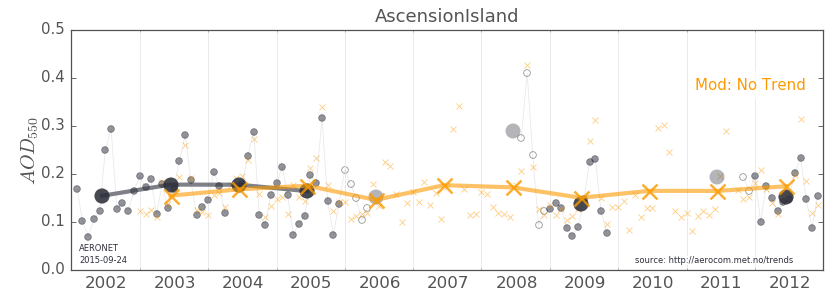 AscensionIsland
0.5
0.4
0.3
0.2
0.1
0.0
AOD550
Mod: No Trend
AERONET
2015-09-24
source: http://aerocom.met.no/trends
2002 2003 2004 2005 2006 2007 2008 2009 2010 2011 2012